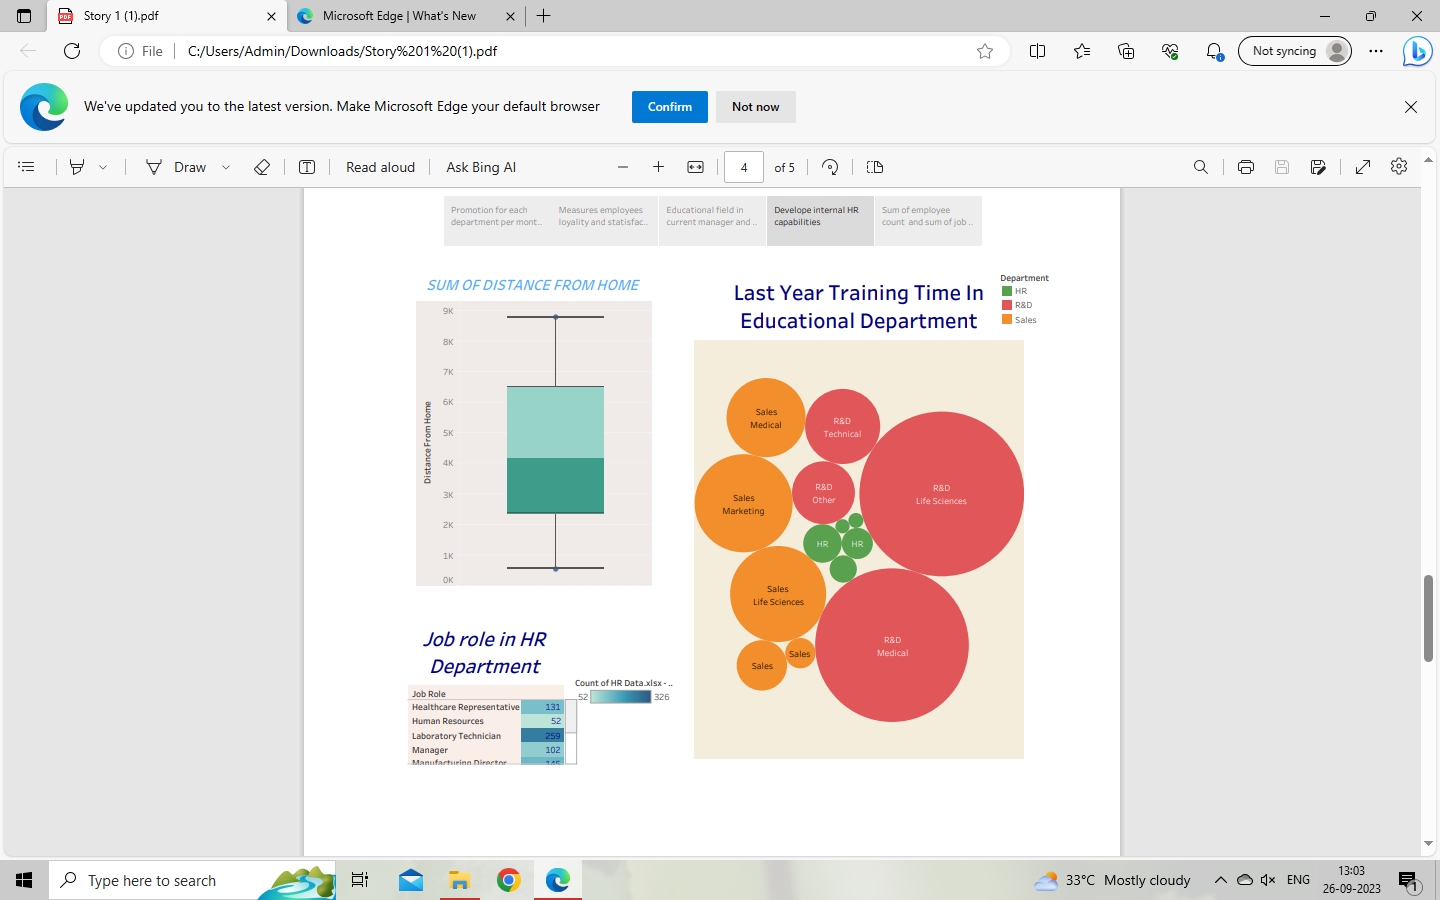 Story 1 (1).pdf
Microsoft Edge | What's New
File
C:/Users/Admin/Downloads/Story%201%20(1).pdf
Not syncing
We've updated you to the latest version. Make Microsoft Edge your default browser
Confirm
Not now
Draw
Read aloud
Ask Bing AI
4
of 5
Promotion for each
department per mont..
Measures employees
loyality and statisfac..
Educational field in
current manager and ..
Develope internal HR
capabilities
Sum of employee
count and sum of job ..
SUM OF DISTANCE FROM HOME
Distance From Home
9K
8K
7K
6K
5K
4K
3K
2K
1K
0K
Last Year Training Time In
Educational Department
Department
HR
R&D
Sales
Sales
Medical
R&D
Technical
R&D
Life Sciences
Sales
Marketing
R&D
Other
HR
HR
Sales
Life Sciences
R&D
Medical
Sales
Sales
Job role in HR
Department
Count of HR Data.xlsx - ..
52
326
Job Role
Healthcare Representative 131
Human Resources 52
Laboratory Technician 259
Manager 102
Manufacturing Director 145
Type here to search
33°C Mostly cloudy
ENG
13:03
26-09-2023
1